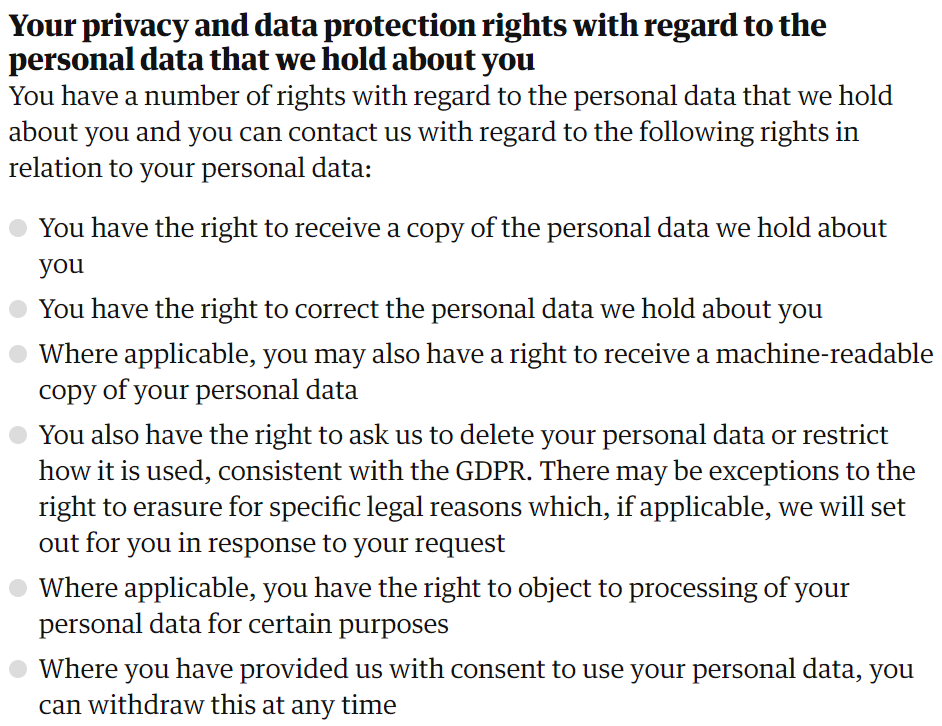 Your privacy and data protection rights with regard to the
personal data that we hold about you
You have a number of rights with regard to the personal data that we hold
about you and you can contact us with regard to the following rights in
relation to your personal data:
You have the right to receive a copy of the personal data we hold about
you
You have the right to correct the personal data we hold about you
Where applicable, you may also have a right to receive a machine-readable
copy of your personal data
You also have the right to ask us to delete your personal data or restrict
how it is used, consistent with the GDPR. There may be exceptions to the
right to erasure for specific legal reasons which, if applicable, we will set
out for you in response to your request
Where applicable, you have the right to object to processing of your
personal data for certain purposes
Where you have provided us with consent to use your personal data, you
can withdraw this at any time